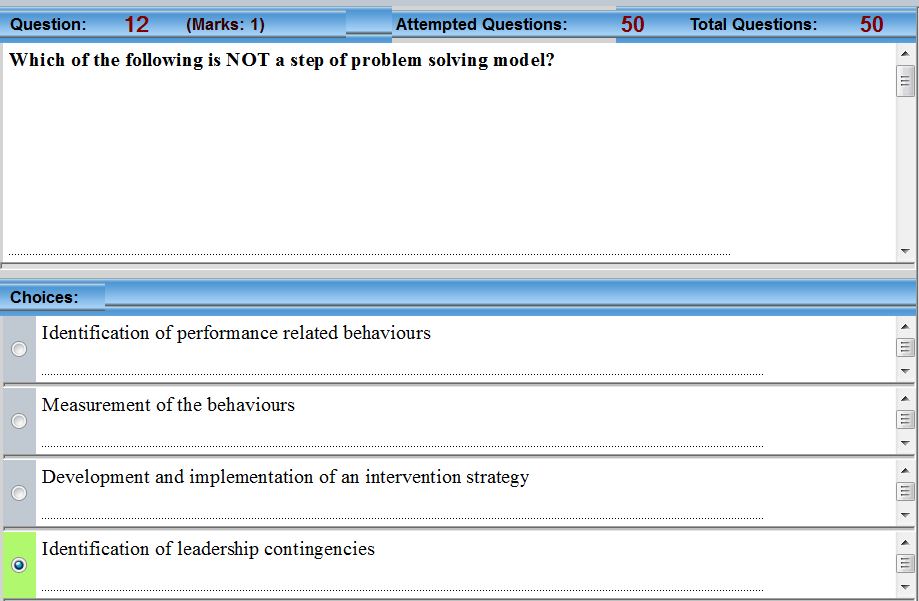 Question: 12 (Marks: 1) Attempted Questions: 50 Total Questions: 50
Which of the following is NOT a step of problem solving model?
Choices:
Identification of performance related behaviours
Measurement of the behaviours
Development and implementation of an intervention strategy
Identification of leadership contingencies